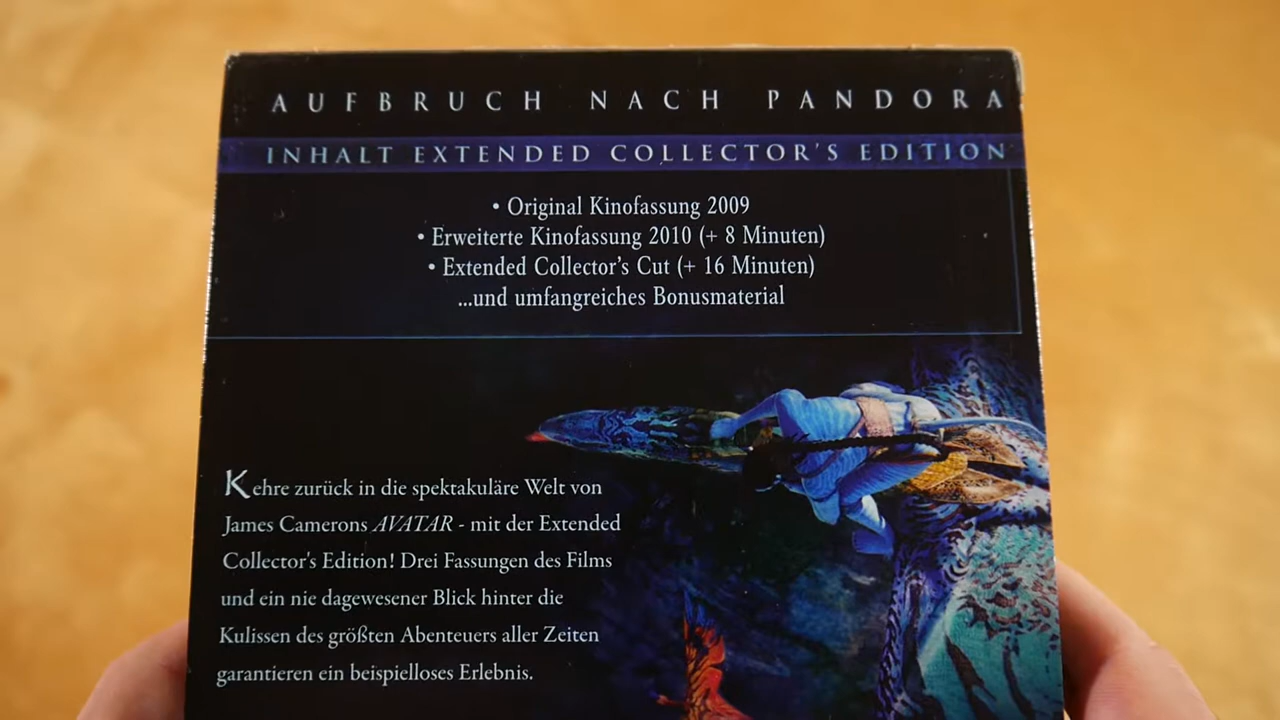 AUFBRUCH NACH PANDORA
INHALT EXTENDED COLLECTOR'S EDITION
• Original Kinofassung 2009
• Erweiterte Kinofassung 2010 (+ 8 Minuten)
• Extended Collector's Cut (+ 16 Minuten)
...und umfangreiches Bonusmaterial
Kehre zurück in die spektakuläre Welt von
James Camerons AVATAR - mit der Extended
Collector's Edition! Drei Fassungen des Films
und ein nie dagewesener Blick hinter die
Kulissen des größten Abenteuers aller Zeiten
garantieren ein beispielloses Erlebnis.